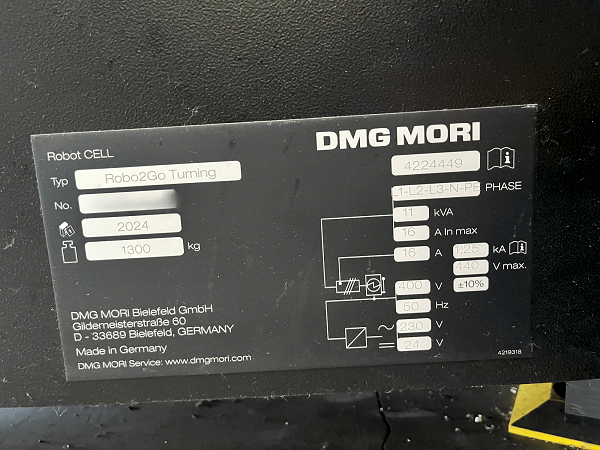 DMG MORI
Robot CELL
Typ Robo2Go Turning
No.
2024
1300 kg
4224449
L1-L2-L3-N-PE PHASE
11 kVA
16 A In max
16 A 1,25 kA
440 V max.
400 V ±10%
50 Hz
230 V
24 V
DMG MORI Bielefeld GmbH
Gildemeisterstraße 60
D - 33689 Bielefeld, GERMANY
Made in Germany
DMG MORI Service: www.dmgmori.com
4219318